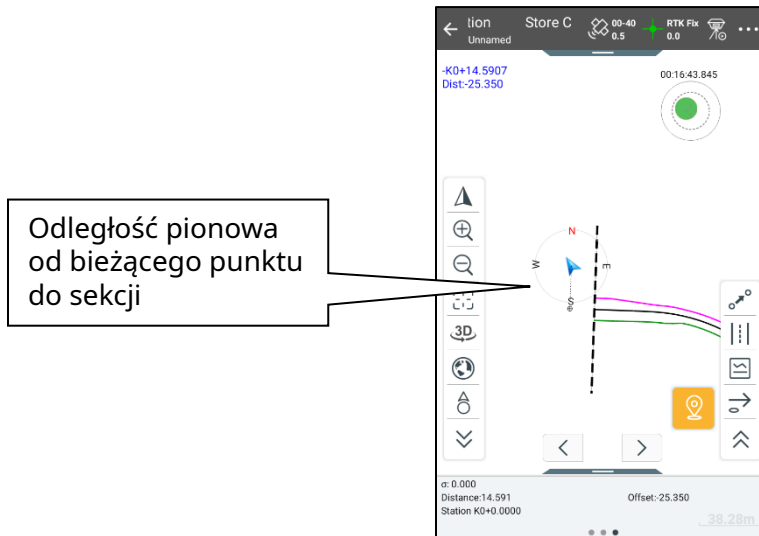 tion
Unnamed
Store C
00-40
0.5
RTK Fix
0.0
-K0+14.5907
Dist:-25.350
00:16:43.845
Odległość pionowa
od bieżącego punktu
do sekcji
N
W
E
S
3D
σ: 0.000
Distance:14.591
Offset:-25.350
Station K0+0.0000
38.28m